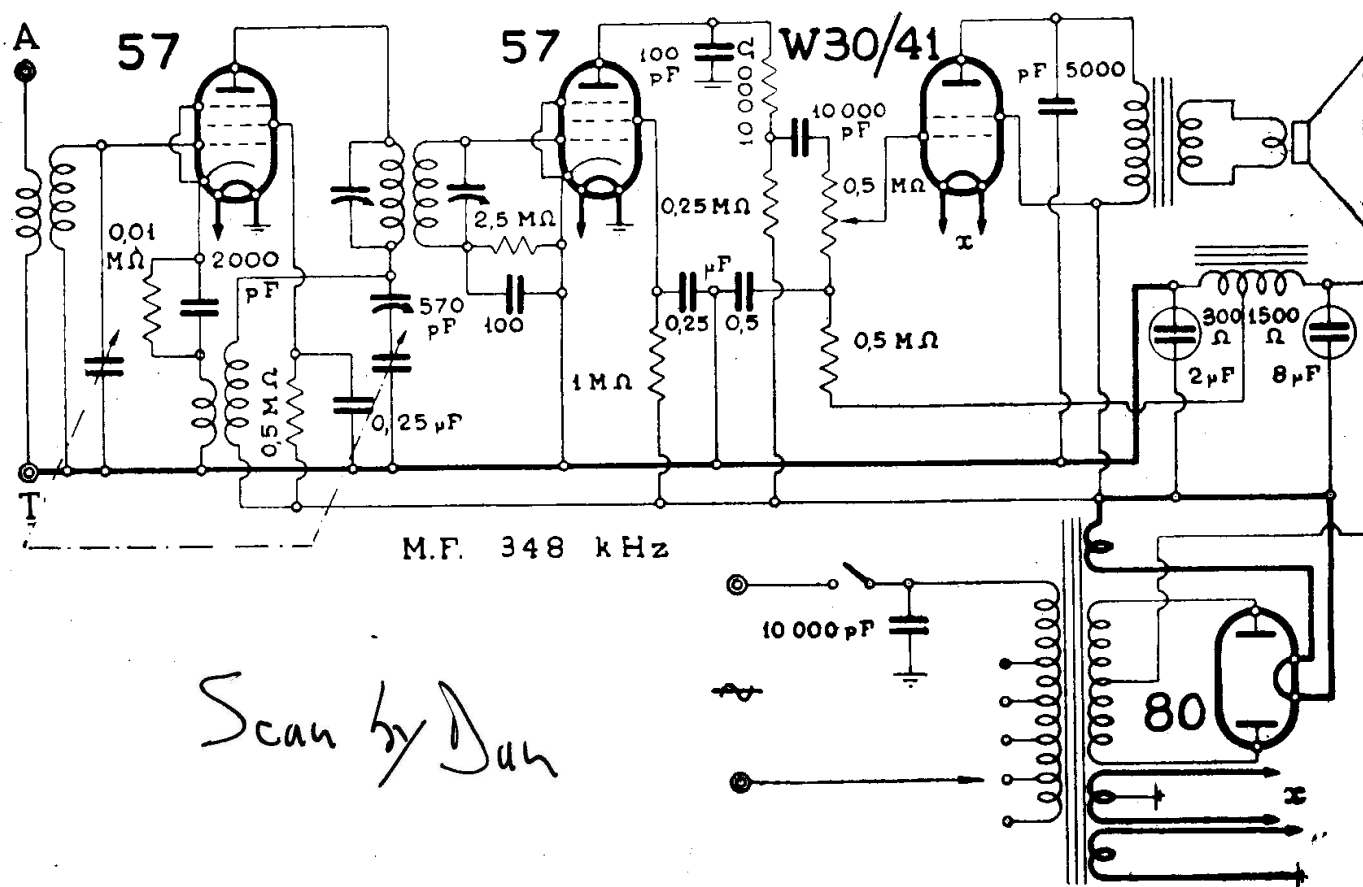 A
57
57
W30/41
100 pF
10 000 Ω
10 000 pF
pF 5000
0,01 MΩ
2000 pF
2,5 MΩ
0,25 MΩ
0,5 MΩ
x
570 pF
100
µF
0,25
0,5
300 Ω
1500 Ω
0,5 MΩ
1 MΩ
2µF
8µF
0,5 MΩ
0,25 µF
T
M.F. 348 kHz
10 000 pF
80
x
Scan by Dan